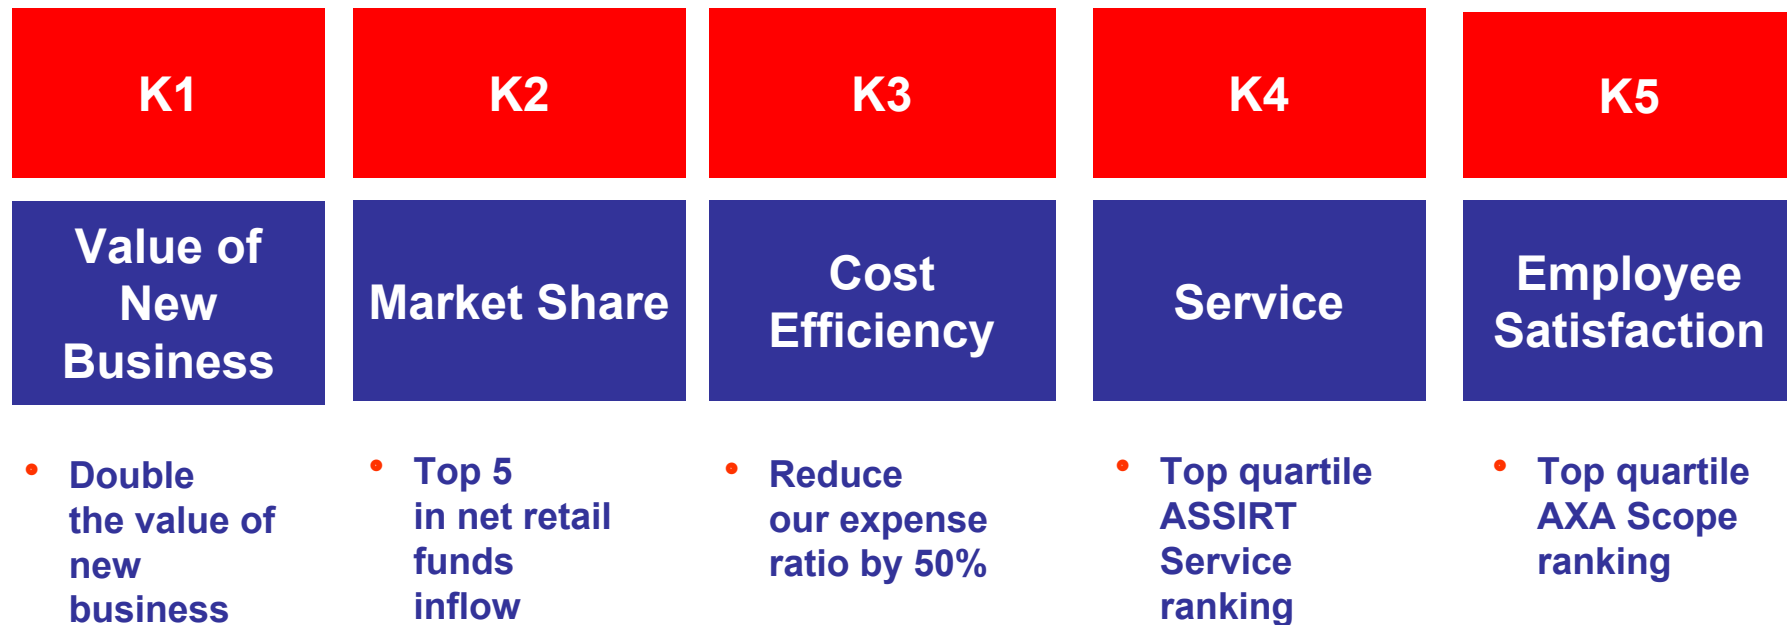 K1
K2
K3
K4
K5
Value of
New
Business
Market Share
Cost
Efficiency
Service
Employee
Satisfaction
• Double
the value of
new
business
• Top 5
in net retail
funds
inflow
• Reduce
our expense
ratio by 50%
• Top quartile
ASSIRT
Service
ranking
• Top quartile
AXA Scope
ranking